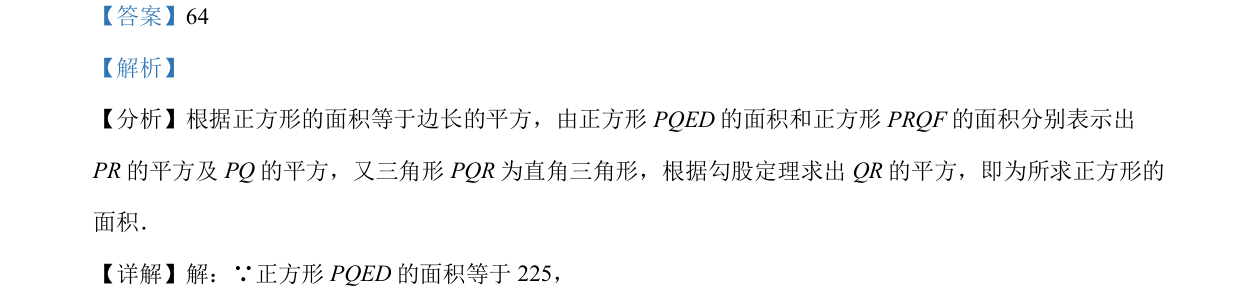 【答案】64
【解析】
【分析】根据正方形的面积等于边长的平方，由正方形 PQED 的面积和正方形 PRQF 的面积分别表示出
PR 的平方及 PQ 的平方，又三角形 PQR 为直角三角形，根据勾股定理求出 QR 的平方，即为所求正方形的
面积．
【详解】解：∵正方形 PQED 的面积等于 225，